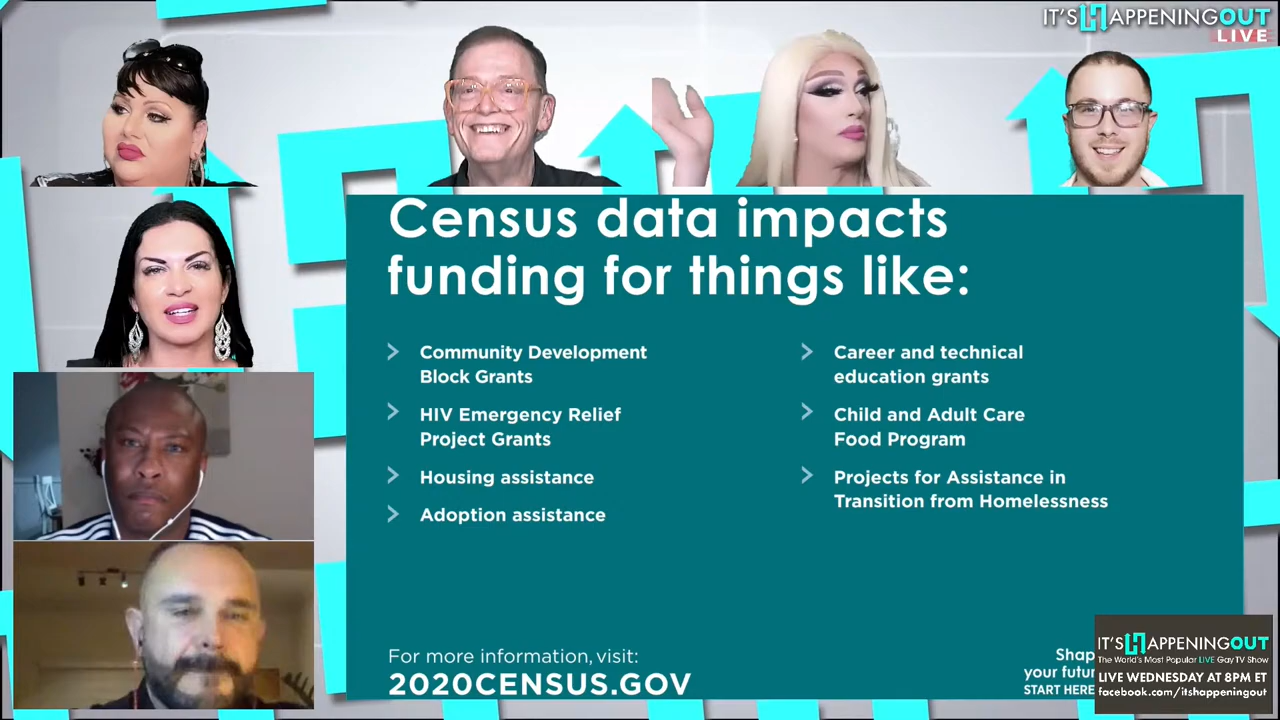 IT'S HAPPENINGOUT
LIVE
Census data impacts
funding for things like:
Community Development
Block Grants
HIV Emergency Relief
Project Grants
Housing assistance
Adoption assistance
Career and technical
education grants
Child and Adult Care
Food Program
Projects for Assistance in
Transition from Homelessness
For more information, visit:
2020CENSUS.GOV
Shap
your futur
START HERE
IT'S HAPPENINGOUT
The World's Most Popular LIVE Gay TV Show
LIVE WEDNESDAY AT 8PM ET
facebook.com/itshappeningout